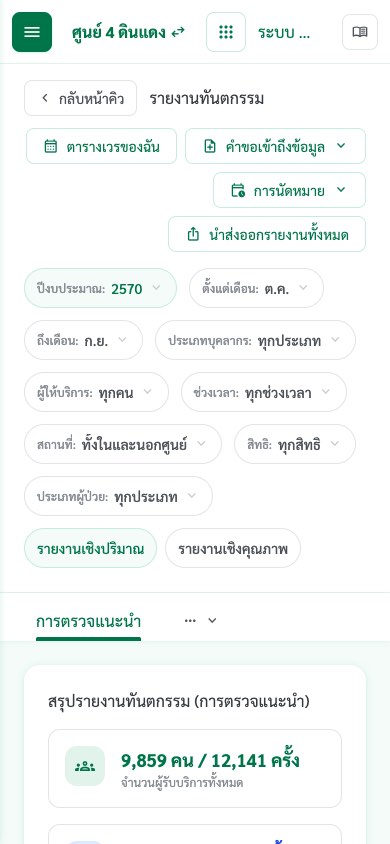 ศูนย์ 4 ดินแดง
ระบบ ...
กลับหน้าคิว
รายงานทันตกรรม
ตารางเวรของฉัน
คำขอเข้าถึงข้อมูล
การนัดหมาย
นำส่งออกรายงานทั้งหมด
ปีงบประมาณ: 2570
ตั้งแต่เดือน: ต.ค.
ถึงเดือน: ก.ย.
ประเภทบุคลากร: ทุกประเภท
ผู้ให้บริการ: ทุกคน
ช่วงเวลา: ทุกช่วงเวลา
สถานที่: ทั้งในและนอกศูนย์
สิทธิ: ทุกสิทธิ
ประเภทผู้ป่วย: ทุกประเภท
รายงานเชิงปริมาณ
รายงานเชิงคุณภาพ
การตรวจแนะนำ
สรุปรายงานทันตกรรม (การตรวจแนะนำ)
9,859 คน / 12,141 ครั้ง
จำนวนผู้รับบริการทั้งหมด